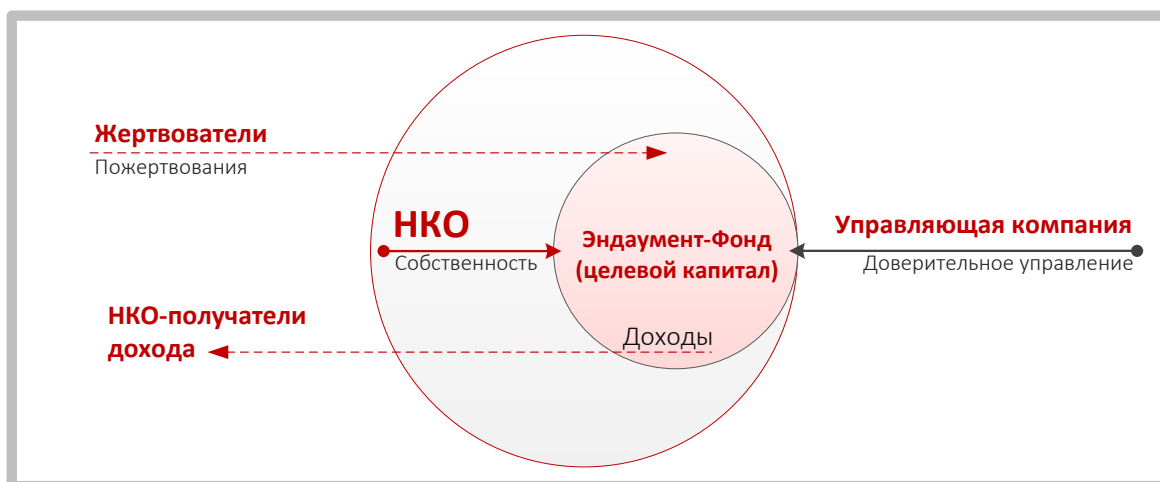 Жертвователи
Пожертвования
НКО
Собственность
Эндаумент-Фонд
(целевой капитал)
Управляющая компания
Доверительное управление
НКО-получатели
дохода
Доходы